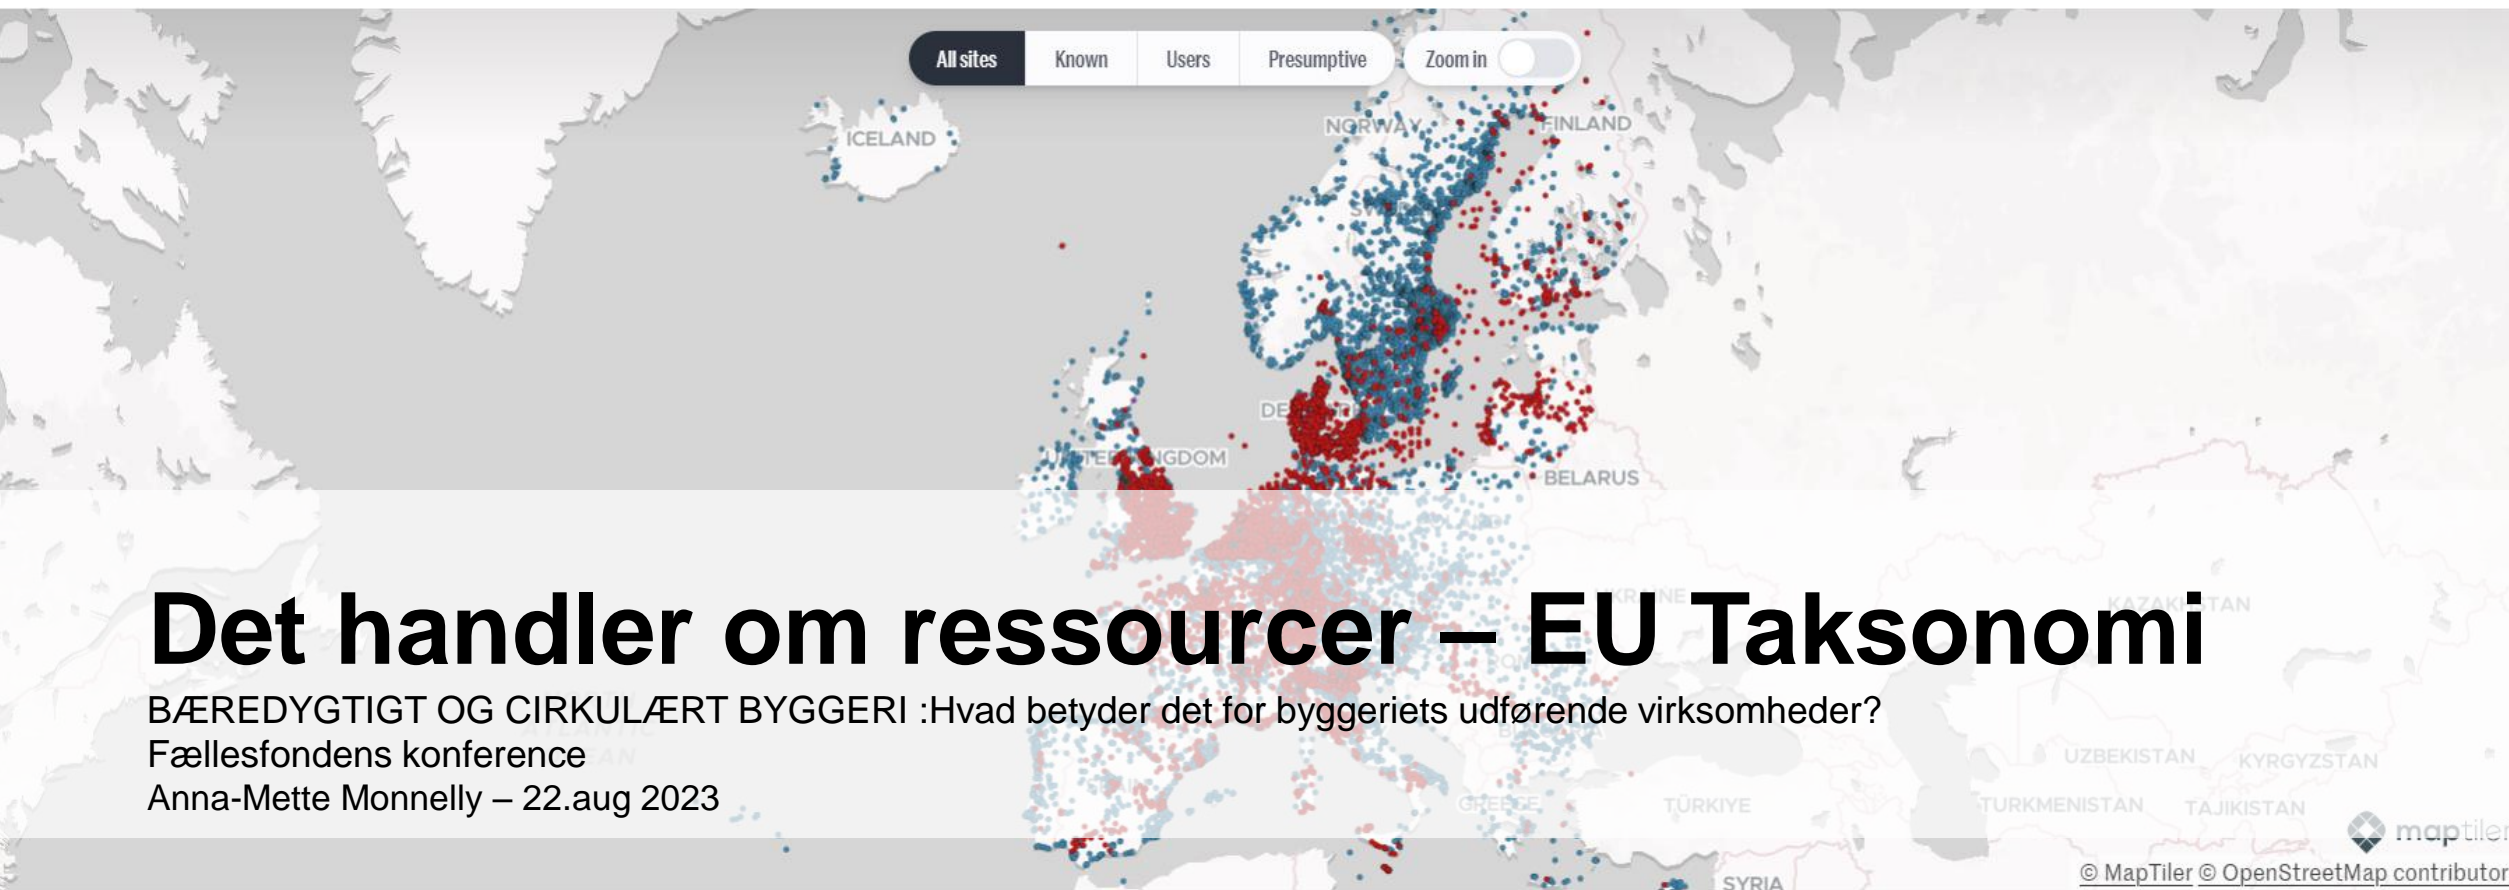 All sites Known Users Presumptive Zoom in
ICELAND
NORWAY
FINLAND
BELARUS
Det handler om ressourcer – EU Taksonomi
KAZAKHSTAN
BÆREDYGTIGT OG CIRKULÆRT BYGGERI :Hvad betyder det for byggeriets udførende virksomheder?
Fællesfondens konference
UZBEKISTAN
KYRGYZSTAN
Anna-Mette Monnelly – 22.aug 2023
GREECE
TÜRKIYE
TURKMENISTAN
TAJIKISTAN
maptiler
© MapTiler © OpenStreetMap contributor
SYRIA